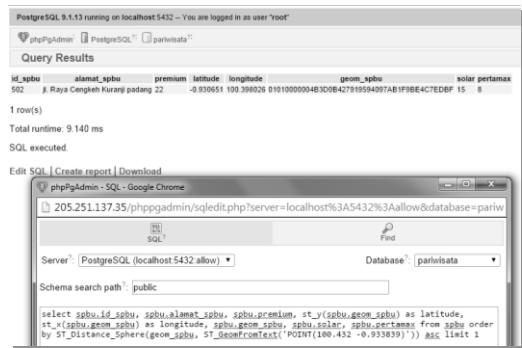 PostgreSQL 9.1.13 running on localhost:5432 -- You are logged in as user "root"
phpPgAdmin: PostgreSQL?: pariwisata?:
Query Results
id_spbu alamat_spbu premium latitude longitude geom_spbu solar pertamax
502 jl. Raya Cengkeh Kuranji padang 22 -0.930651 100.398026 01010000004B3D0B427919594097AB1F9BE4C7EDBF 15 8
1 row(s)
Total runtime: 9.140 ms
SQL executed.
Edit SQL | Create report | Download
phpPgAdmin - SQL - Google Chrome
205.251.137.35/phppgadmin/sqledit.php?server=localhost%3A5432%3Aallow&database=pariw
SQL? Find
Server?: PostgreSQL (localhost:5432:allow) Database?: pariwisata
Schema search path?: public
select spbu.id_spbu, spbu.alamat_spbu, spbu.premium, st_y(spbu.geom_spbu) as latitude,
st_x(spbu.geom_spbu) as longitude, spbu.geom_spbu, spbu.solar, spbu.pertamax from spbu order
by ST_Distance_Sphere(geom_spbu, ST_GeomFromText('POINT(100.432 -0.933839)')) asc limit 1